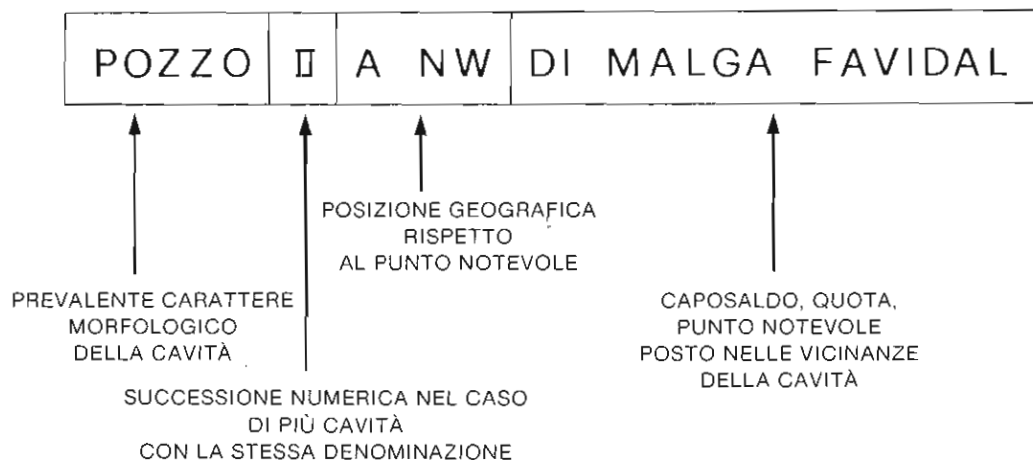 POZZO II A NW DI MALGA FAVIDAL
POSIZIONE GEOGRAFICA
RISPETTO
AL PUNTO NOTEVOLE
PREVALENTE CARATTERE
MORFOLOGICO
DELLA CAVITÀ
CAPOSALDO, QUOTA,
PUNTO NOTEVOLE
POSTO NELLE VICINANZE
DELLA CAVITÀ
SUCCESSIONE NUMERICA NEL CASO
DI PIÙ CAVITÀ
CON LA STESSA DENOMINAZIONE